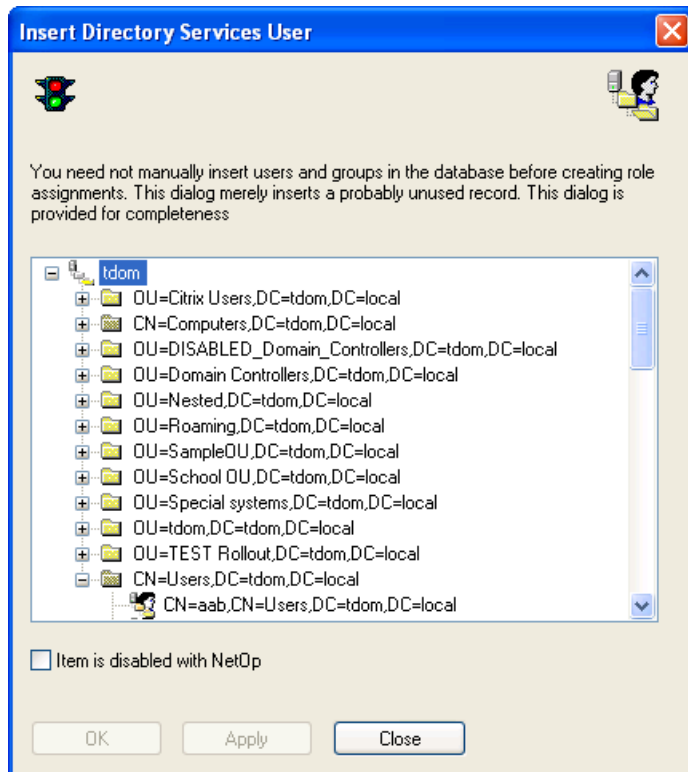 Insert Directory Services User
You need not manually insert users and groups in the database before creating role
assignments. This dialog merely inserts a probably unused record. This dialog is
provided for completeness
tdom
OU=Citrix Users,DC=tdom,DC=local
CN=Computers,DC=tdom,DC=local
OU=DISABLED_Domain_Controllers,DC=tdom,DC=local
OU=Domain Controllers,DC=tdom,DC=local
OU=Nested,DC=tdom,DC=local
OU=Roaming,DC=tdom,DC=local
OU=SampleOU,DC=tdom,DC=local
OU=School OU,DC=tdom,DC=local
OU=Special systems,DC=tdom,DC=local
OU=tdom,DC=tdom,DC=local
OU=TEST Rollout,DC=tdom,DC=local
CN=Users,DC=tdom,DC=local
CN=aab,CN=Users,DC=tdom,DC=local
Item is disabled with NetOp
OK Apply Close